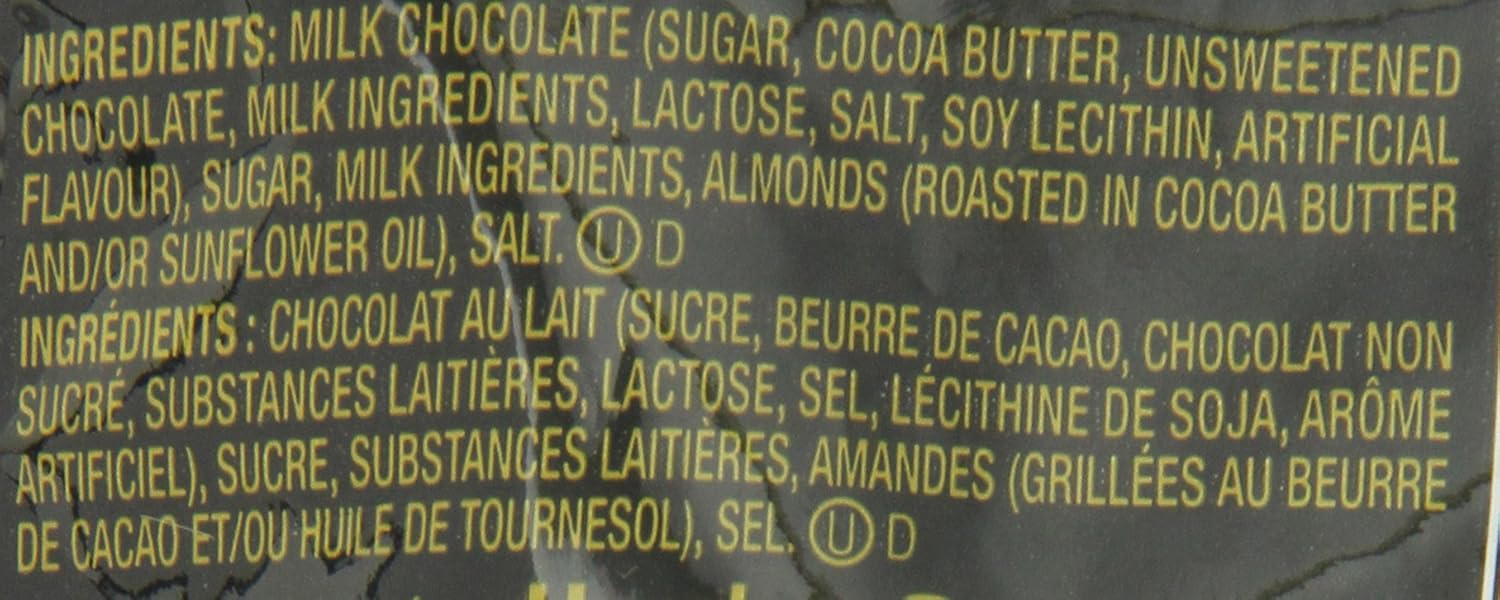 INGREDIENTS: MILK CHOCOLATE (SUGAR, COCOA BUTTER, UNSWEETENED
CHOCOLATE, MILK INGREDIENTS, LACTOSE, SALT, SOY LECITHIN, ARTIFICIAL
FLAVOUR), SUGAR, MILK INGREDIENTS, ALMONDS (ROASTED IN COCOA BUTTER
AND/OR SUNFLOWER OIL), SALT. Ⓤ D
INGRÉDIENTS : CHOCOLAT AU LAIT (SUCRE, BEURRE DE CACAO, CHOCOLAT NON
SUCRÉ, SUBSTANCES LAITIÈRES, LACTOSE, SEL, LÉCITHINE DE SOJA, ARÔME
ARTIFICIEL), SUCRE, SUBSTANCES LAITIÈRES, AMANDES (GRILLÉES AU BEURRE
DE CACAO ET/OU HUILE DE TOURNESOL), SEL. Ⓤ D